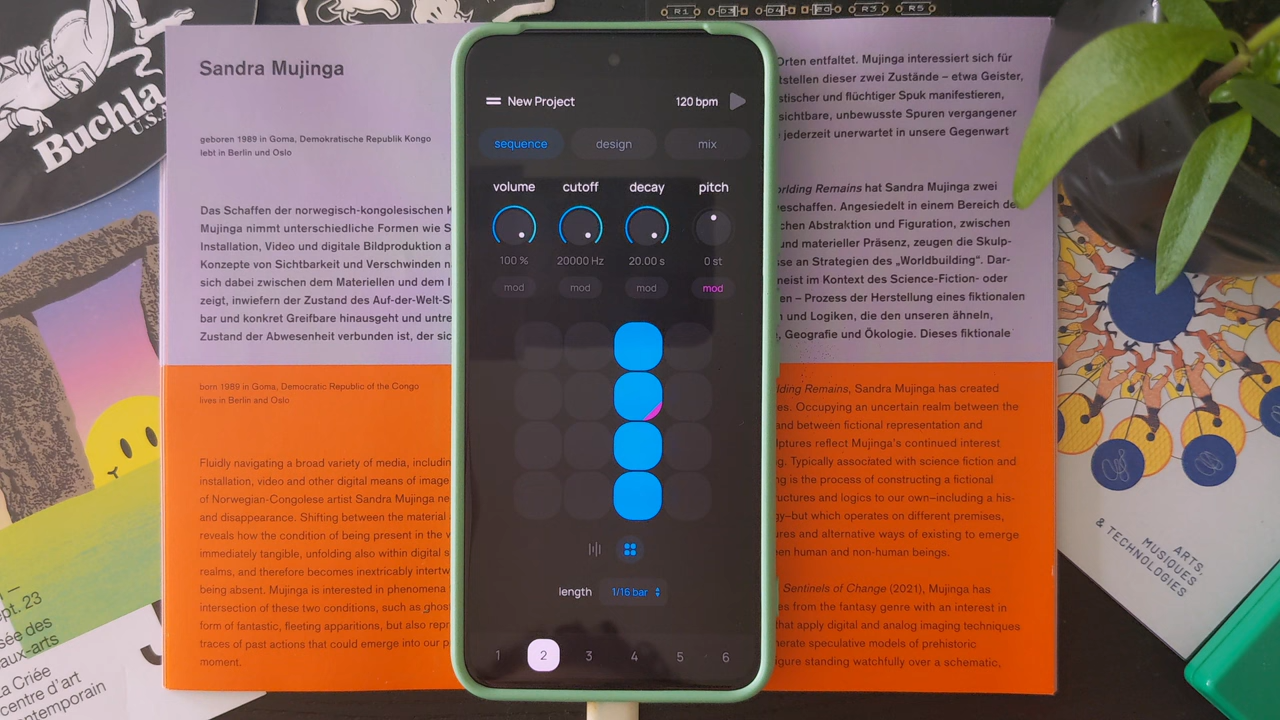 Buchla
U.S.A.
R1
D3
D4
R3
R5
Sandra Mujinga
geboren 1989 in Goma, Demokratische Republik Kongo
lebt in Berlin und Oslo
Das Schaffen der norwegisch-kongolesischen K
Mujinga nimmt unterschiedliche Formen wie S
Installation, Video und digitale Bildproduktion a
Konzepte von Sichtbarkeit und Verschwinden n
sich dabei zwischen dem Materiellen und dem I
zeigt, inwiefern der Zustand des Auf-der-Welt-S
bar und konkret Greifbare hinausgeht und untre
Zustand der Abwesenheit verbunden ist, der sic
born 1989 in Goma, Democratic Republic of the Congo
lives in Berlin and Oslo
Fluidly navigating a broad variety of media, includin
installation, video and other digital means of image
of Norwegian-Congolese artist Sandra Mujinga ne
and disappearance. Shifting between the material
reveals how the condition of being present in the w
immediately tangible, unfolding also within digital s
realms, and therefore becomes inextricably intertw
being absent. Mujinga is interested in phenomena
intersection of these two conditions, such as ghos
form of fantastic, fleeting apparitions, but also repr
traces of past actions that could emerge into our p
moment.
New Project
120 bpm
sequence
design
mix
volume
cutoff
decay
pitch
100 %
20000 Hz
20.00 s
0 st
mod
mod
mod
mod
length
1/16 bar
1
2
3
4
5
6
Orten entfaltet. Mujinga interessiert sich für
tstellen dieser zwei Zustände – etwa Geister,
stischer und flüchtiger Spuk manifestieren,
sichtbare, unbewusste Spuren vergangener
jederzeit unerwartet in unsere Gegenwart
orlding Remains hat Sandra Mujinga zwei
geschaffen. Angesiedelt in einem Bereich de
chen Abstraktion und Figuration, zwischen
und materieller Präsenz, zeugen die Skulp-
sse an Strategien des „Worldbuilding“. Dar-
neist im Kontext des Science-Fiction- oder
en – Prozess der Herstellung eines fiktionalen
n und Logiken, die den unseren ähneln,
e, Geografie und Ökologie. Dieses fiktionale
lding Remains, Sandra Mujinga has created
es. Occupying an uncertain realm between the
and between fictional representation and
lptures reflect Mujinga's continued interest
g. Typically associated with science fiction and
ng is the process of constructing a fictional
uctures and logics to our own–including a his-
gy–but which operates on different premises,
ures and alternative ways of existing to emerge
en human and non-human beings.
Sentinels of Change (2021), Mujinga has
es from the fantasy genre with an interest in
that apply digital and analog imaging techniques
nerate speculative models of prehistoric
igure standing watchfully over a schematic,
ARTS,
MUSIQUES
& TECHNOLOGIES
pt. 23
sée des
aux-arts
La Criée
centre d'art
ontemporain